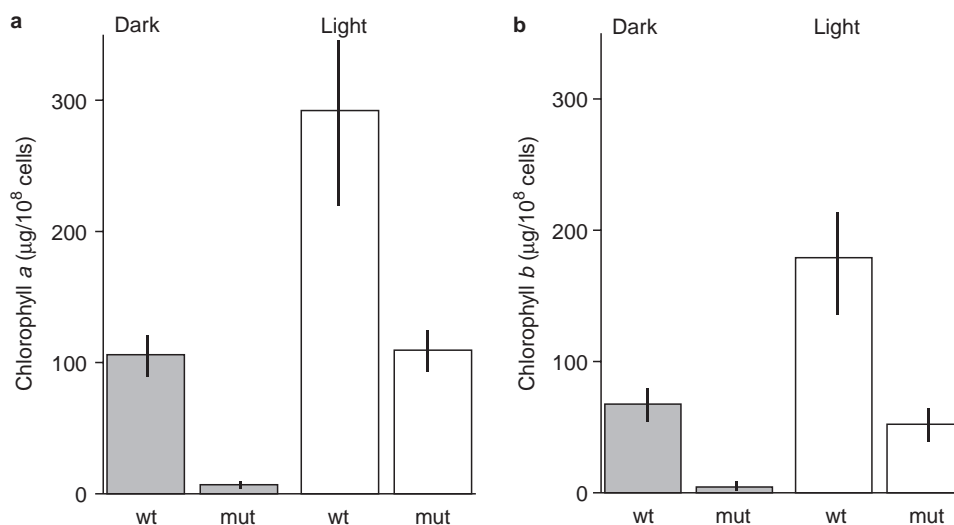 a
Dark Light
Chlorophyll a (µg/10⁸ cells)
300
200
100
0
wt mut wt mut
b
Dark Light
Chlorophyll b (µg/10⁸ cells)
300
200
100
0
wt mut wt mut